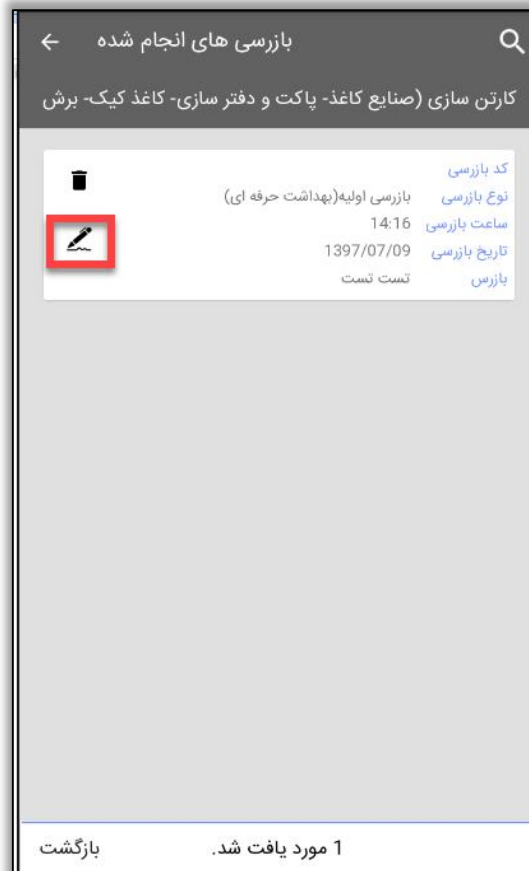 بازرسی های انجام شده
کارتن سازی (صنایع کاغذ- پاکت و دفتر سازی- کاغذ کیک- برش
کد بازرسی
نوع بازرسی بازرسی اولیه(بهداشت حرفه ای)
ساعت بازرسی 14:16
تاریخ بازرسی 1397/07/09
بازرس تست تست
1 مورد یافت شد. بازگشت